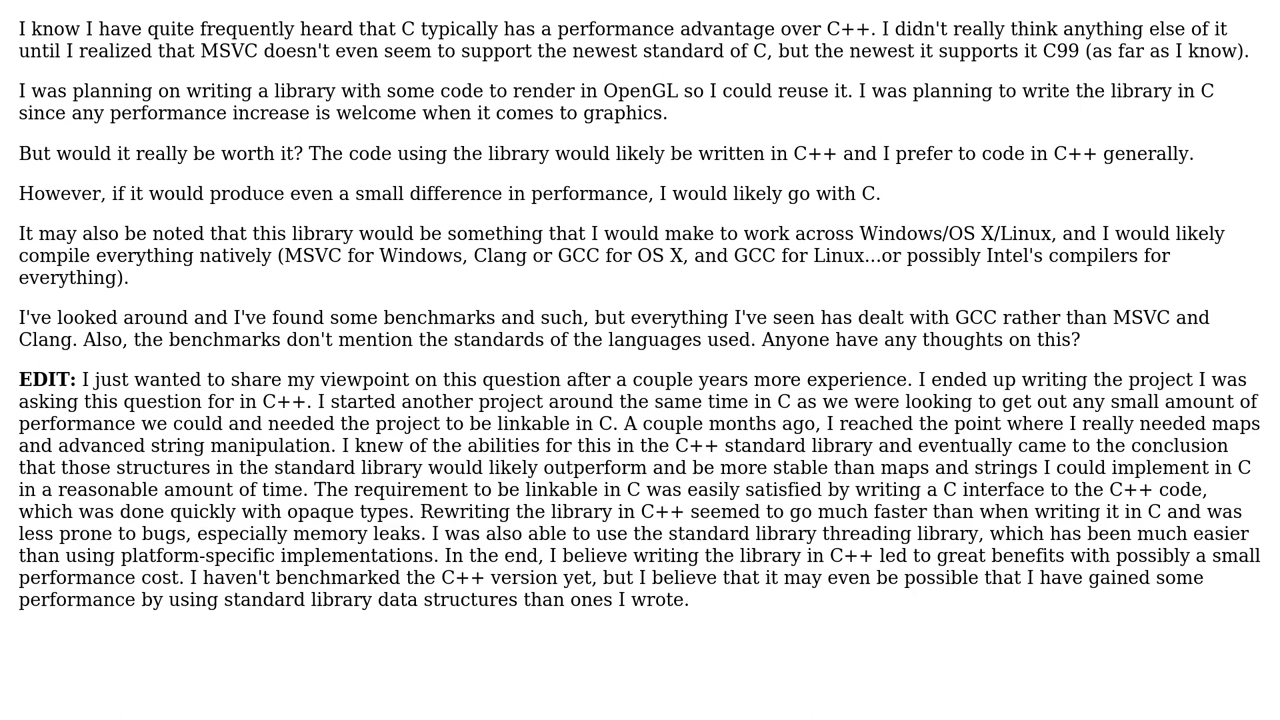 I know I have quite frequently heard that C typically has a performance advantage over C++. I didn't really think anything else of it
until I realized that MSVC doesn't even seem to support the newest standard of C, but the newest it supports it C99 (as far as I know).
I was planning on writing a library with some code to render in OpenGL so I could reuse it. I was planning to write the library in C
since any performance increase is welcome when it comes to graphics.
But would it really be worth it? The code using the library would likely be written in C++ and I prefer to code in C++ generally.
However, if it would produce even a small difference in performance, I would likely go with C.
It may also be noted that this library would be something that I would make to work across Windows/OS X/Linux, and I would likely
compile everything natively (MSVC for Windows, Clang or GCC for OS X, and GCC for Linux...or possibly Intel's compilers for
everything).
I've looked around and I've found some benchmarks and such, but everything I've seen has dealt with GCC rather than MSVC and
Clang. Also, the benchmarks don't mention the standards of the languages used. Anyone have any thoughts on this?
EDIT: I just wanted to share my viewpoint on this question after a couple years more experience. I ended up writing the project I was
asking this question for in C++. I started another project around the same time in C as we were looking to get out any small amount of
performance we could and needed the project to be linkable in C. A couple months ago, I reached the point where I really needed maps
and advanced string manipulation. I knew of the abilities for this in the C++ standard library and eventually came to the conclusion
that those structures in the standard library would likely outperform and be more stable than maps and strings I could implement in C
in a reasonable amount of time. The requirement to be linkable in C was easily satisfied by writing a C interface to the C++ code,
which was done quickly with opaque types. Rewriting the library in C++ seemed to go much faster than when writing it in C and was
less prone to bugs, especially memory leaks. I was also able to use the standard library threading library, which has been much easier
than using platform-specific implementations. In the end, I believe writing the library in C++ led to great benefits with possibly a small
performance cost. I haven't benchmarked the C++ version yet, but I believe that it may even be possible that I have gained some
performance by using standard library data structures than ones I wrote.